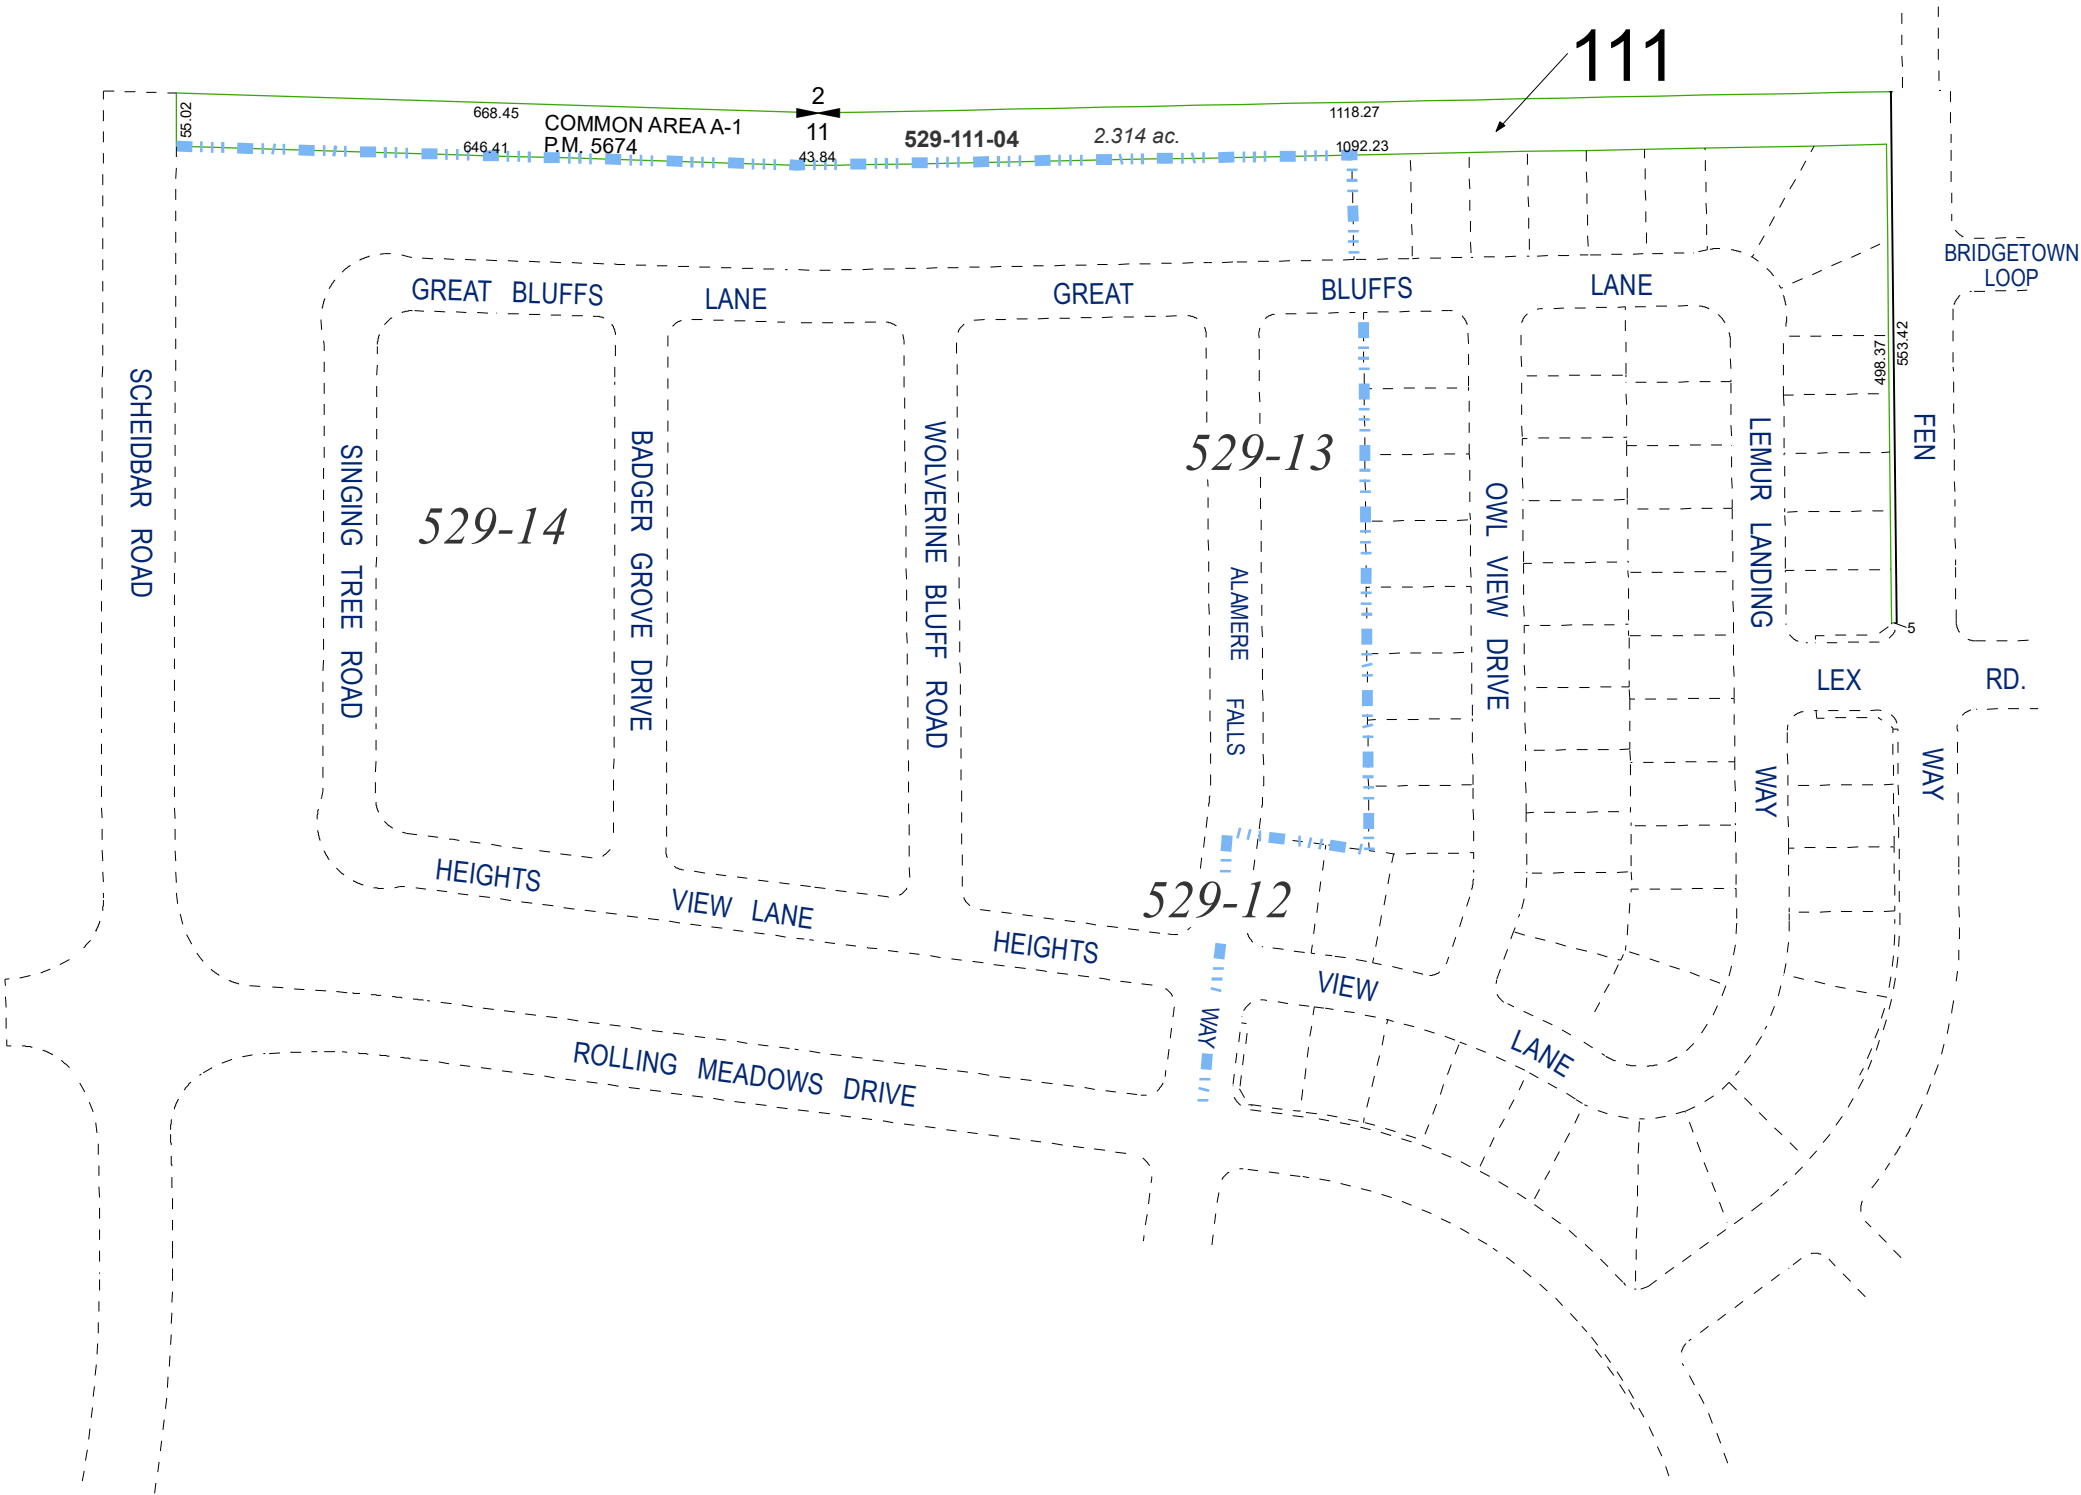 111
2
668.45
1118.27
55.02
COMMON AREA A-1
11
529-111-04
2.314 ac.
P.M. 5674
646.41
43.84
1092.23
BRIDGETOWN
LOOP
GREAT BLUFFS LANE
GREAT BLUFFS LANE
498.37
553.42
SCHEIDBAR ROAD
SINGING TREE ROAD
BADGER GROVE DRIVE
WOLVERINE BLUFF ROAD
ALAMERE FALLS
WAY
OWL VIEW DRIVE
LEMUR LANDING
WAY
FEN
WAY
529-13
529-14
5
LEX RD.
529-12
HEIGHTS VIEW LANE
HEIGHTS VIEW LANE
ROLLING MEADOWS DRIVE